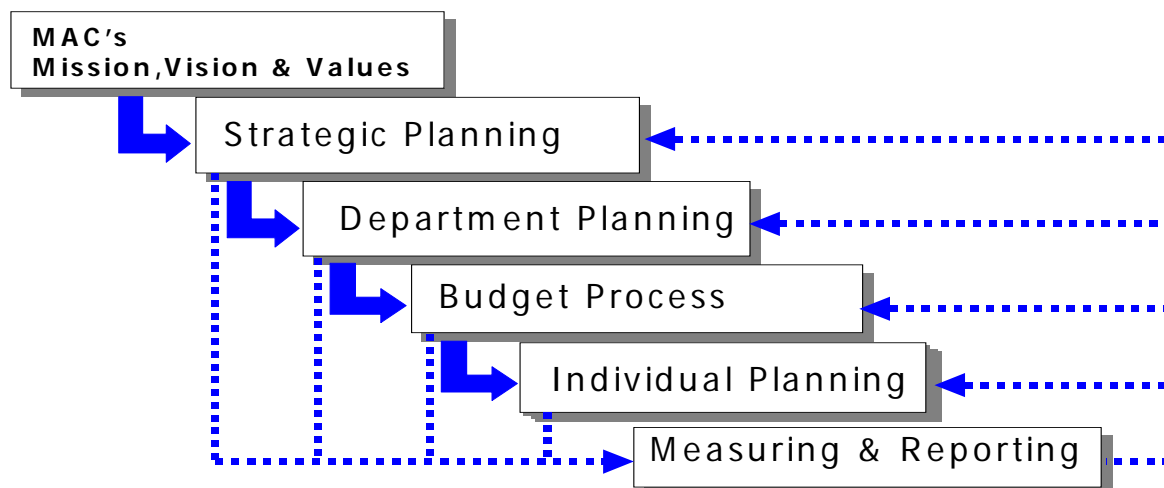 MAC's
Mission,Vision & Values
Strategic Planning
Department Planning
Budget Process
Individual Planning
Measuring & Reporting